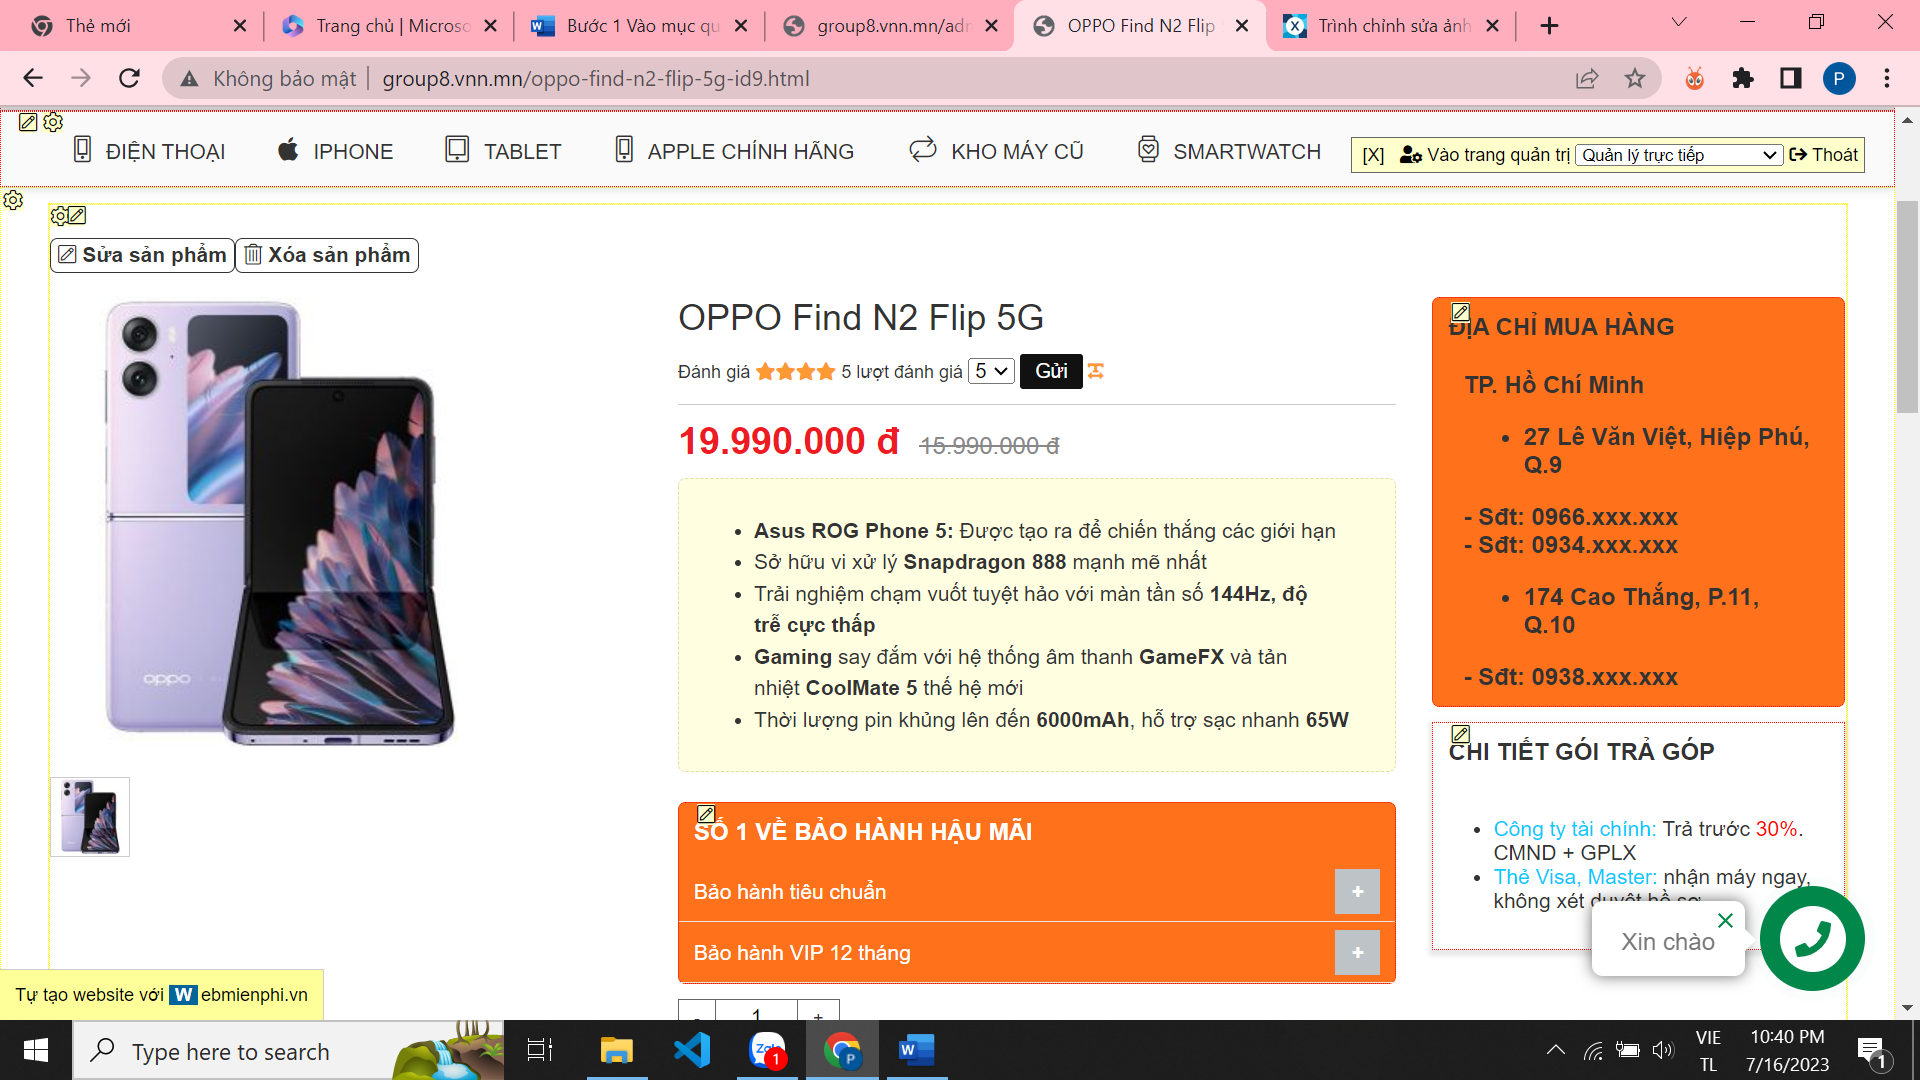 Thẻ mới
Trang chủ | Microso
Bước 1 Vào mục qu
group8.vnn.mn/adm
OPPO Find N2 Flip
Trình chỉnh sửa ảnh
Không bảo mật
group8.vnn.mn/oppo-find-n2-flip-5g-id9.html
P
ĐIỆN THOẠI
IPHONE
TABLET
APPLE CHÍNH HÃNG
KHO MÁY CŨ
SMARTWATCH
[X] Vào trang quản trị Quản lý trực tiếp Thoát
Sửa sản phẩm
Xóa sản phẩm
oppo
OPPO Find N2 Flip 5G
Đánh giá 5 lượt đánh giá 5 Gửi
19.990.000 đ 15.990.000 đ
Asus ROG Phone 5: Được tạo ra để chiến thắng các giới hạn
Sở hữu vi xử lý Snapdragon 888 mạnh mẽ nhất
Trải nghiệm chạm vuốt tuyệt hảo với màn tần số 144Hz, độ
trễ cực thấp
Gaming say đắm với hệ thống âm thanh GameFX và tản
nhiệt CoolMate 5 thế hệ mới
Thời lượng pin khủng lên đến 6000mAh, hỗ trợ sạc nhanh 65W
SỐ 1 VỀ BẢO HÀNH HẬU MÃI
Bảo hành tiêu chuẩn +
Bảo hành VIP 12 tháng +
- 1 +
ĐỊA CHỈ MUA HÀNG
TP. Hồ Chí Minh
27 Lê Văn Việt, Hiệp Phú,
Q.9
- Sđt: 0966.xxx.xxx
- Sđt: 0934.xxx.xxx
174 Cao Thắng, P.11,
Q.10
- Sđt: 0938.xxx.xxx
CHI TIẾT GÓI TRẢ GÓP
Công ty tài chính: Trả trước 30%.
CMND + GPLX
Thẻ Visa, Master: nhận máy ngay,
không xét duyệt hồ sơ
Xin chào
Tự tạo website với Webmienphi.vn
Type here to search
Zalo
1
P
W
VIE
TL
10:40 PM
7/16/2023
1